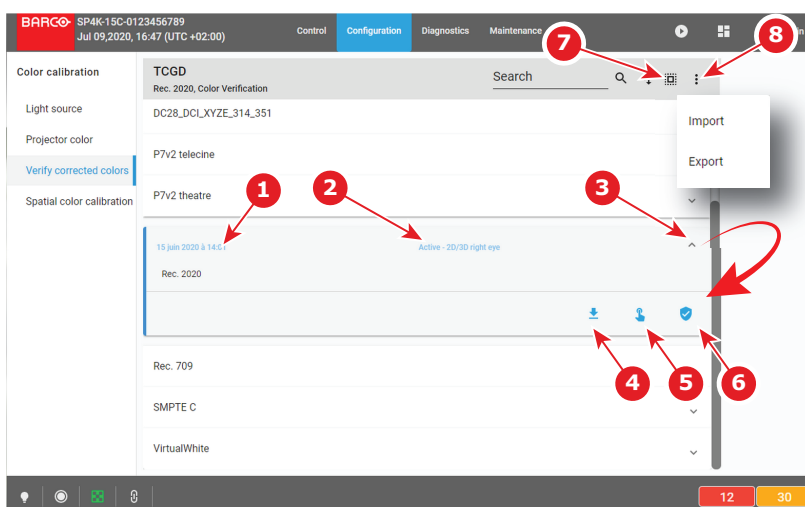 BARCO SP4K-15C-0123456789
Jul 09,2020, 16:47 (UTC +02:00)
Control Configuration Diagnostics Maintenance
7
8
Color calibration
Light source
Projector color
Verify corrected colors
Spatial color calibration
TCGD
Rec. 2020, Color Verification
Search
Import
Export
DC28_DCI_XYZE_314_351
P7v2 telecine
P7v2 theatre
1
2
3
15 juin 2020 à
Active - 2D/3D right eye
Rec. 2020
4
5
6
Rec. 709
SMPTE C
VirtualWhite
12
30